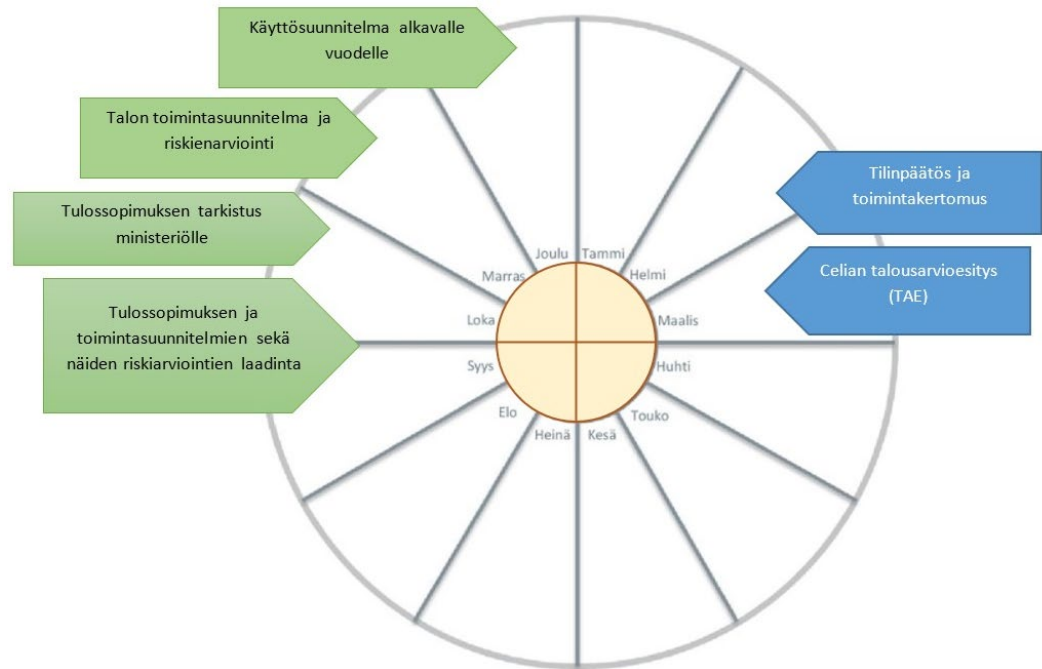 Käyttösuunnitelma alkavalle
vuodelle
Talon toimintasuunnitelma ja
riskienarviointi
Tulossopimuksen tarkistus
ministeriölle
Tulossopimuksen ja
toimintasuunnitelmien sekä
näiden riskiarviointien laadinta
Tilinpäätös ja
toimintakertomus
Celian talousarvioesitys
(TAE)
Joulu
Tammi
Marras
Helmi
Loka
Maalis
Syys
Huhti
Elo
Touko
Heinä
Kesä